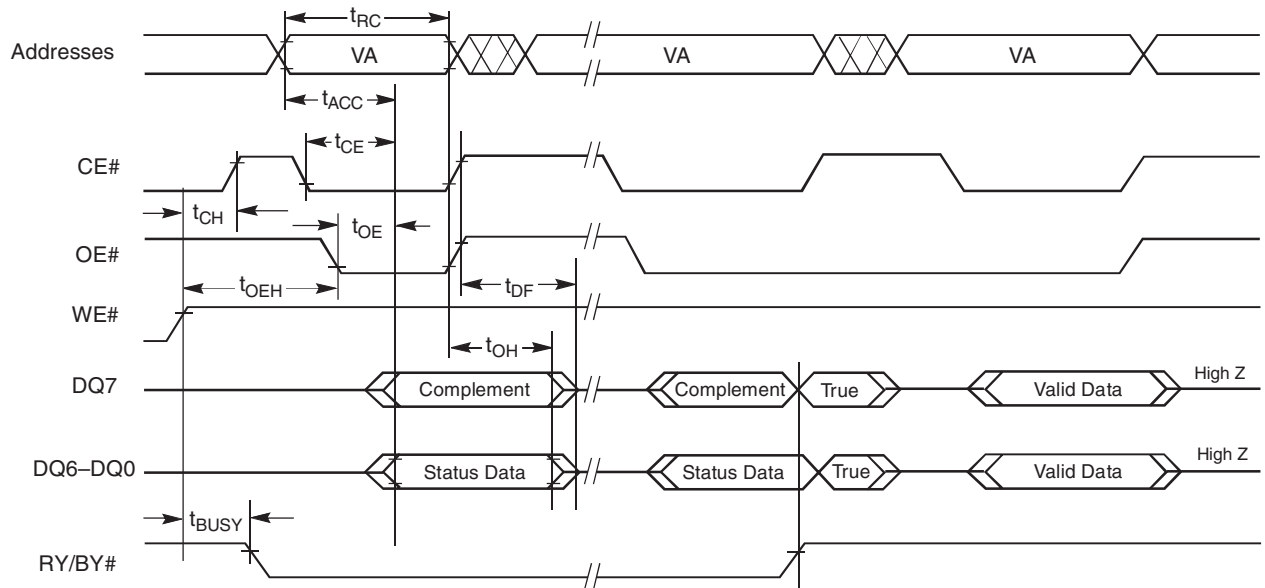 tRC
Addresses VA VA VA
tACC
tCE
CE#
tCH tOE
OE#
tOEH tDF
WE#
tOH
DQ7 Complement Complement True Valid Data High Z
DQ6–DQ0 Status Data Status Data True Valid Data High Z
tBUSY
RY/BY#